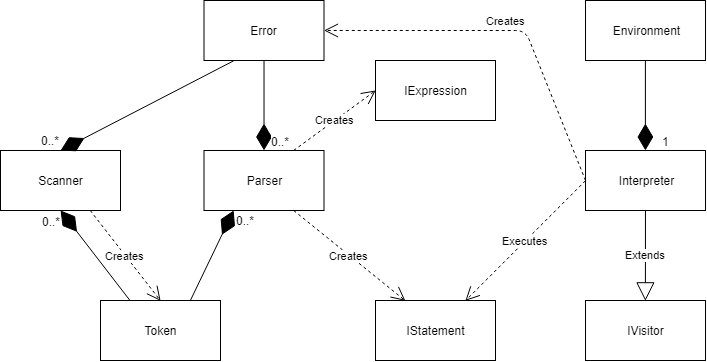 Error
Environment
Creates
IExpression
Creates
0..*
0..*
1
Scanner
Parser
Interpreter
0..*
0..*
Creates
Creates
Executes
Extends
Token
IStatement
IVisitor